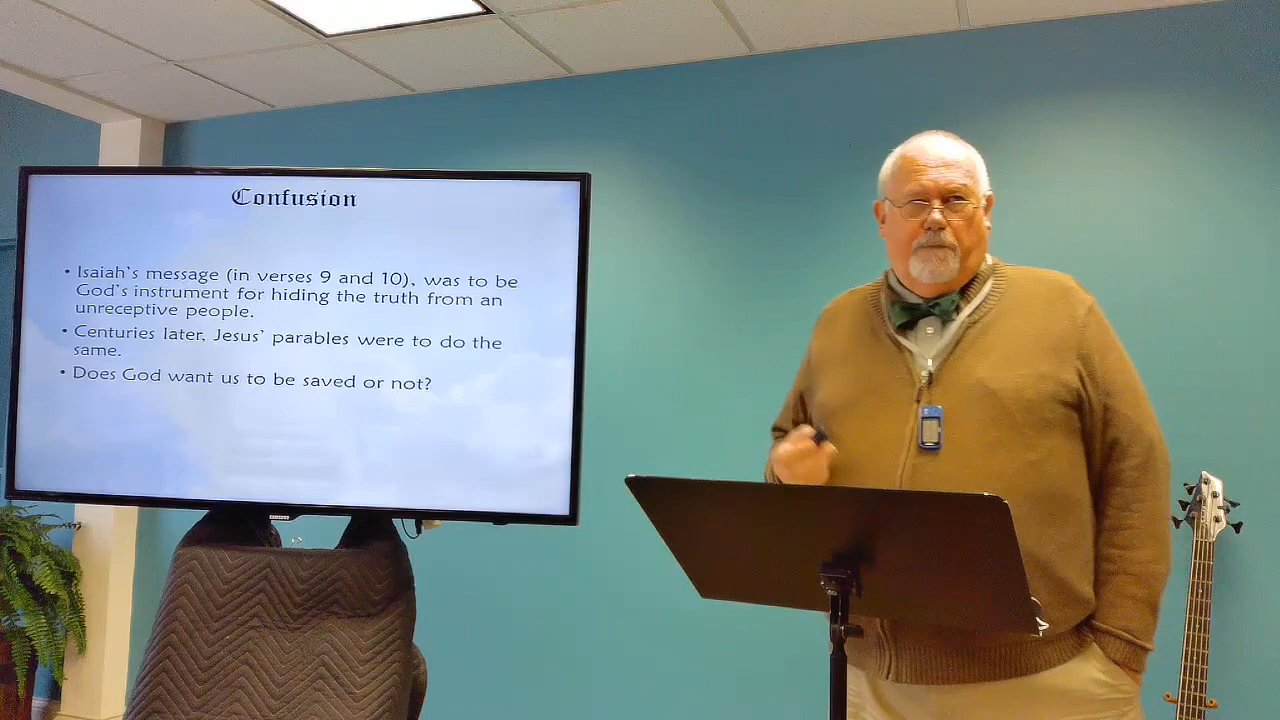 Confusion
• Isaiah's message (in verses 9 and 10), was to be
God's instrument for hiding the truth from an
unreceptive people.
• Centuries later, Jesus' parables were to do the
same.
• Does God want us to be saved or not?
SAMSUNG